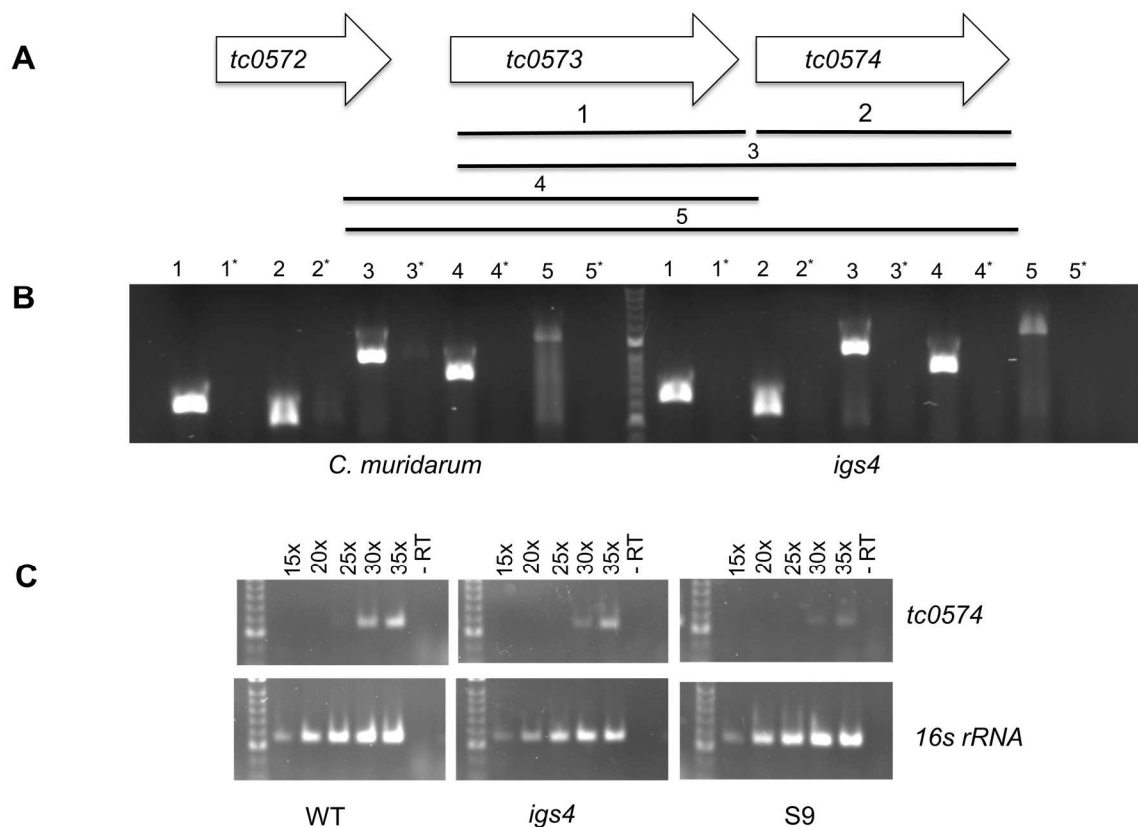 A
tc0572 tc0573 tc0574
1 2
3
4
5
1 1* 2 2* 3 3* 4 4* 5 5* 1 1* 2 2* 3 3* 4 4* 5 5*
B
C. muridarum igs4
C
15x 20x 25x 30x 35x - RT 15x 20x 25x 30x 35x - RT 15x 20x 25x 30x 35x - RT
tc0574
16s rRNA
WT igs4 S9